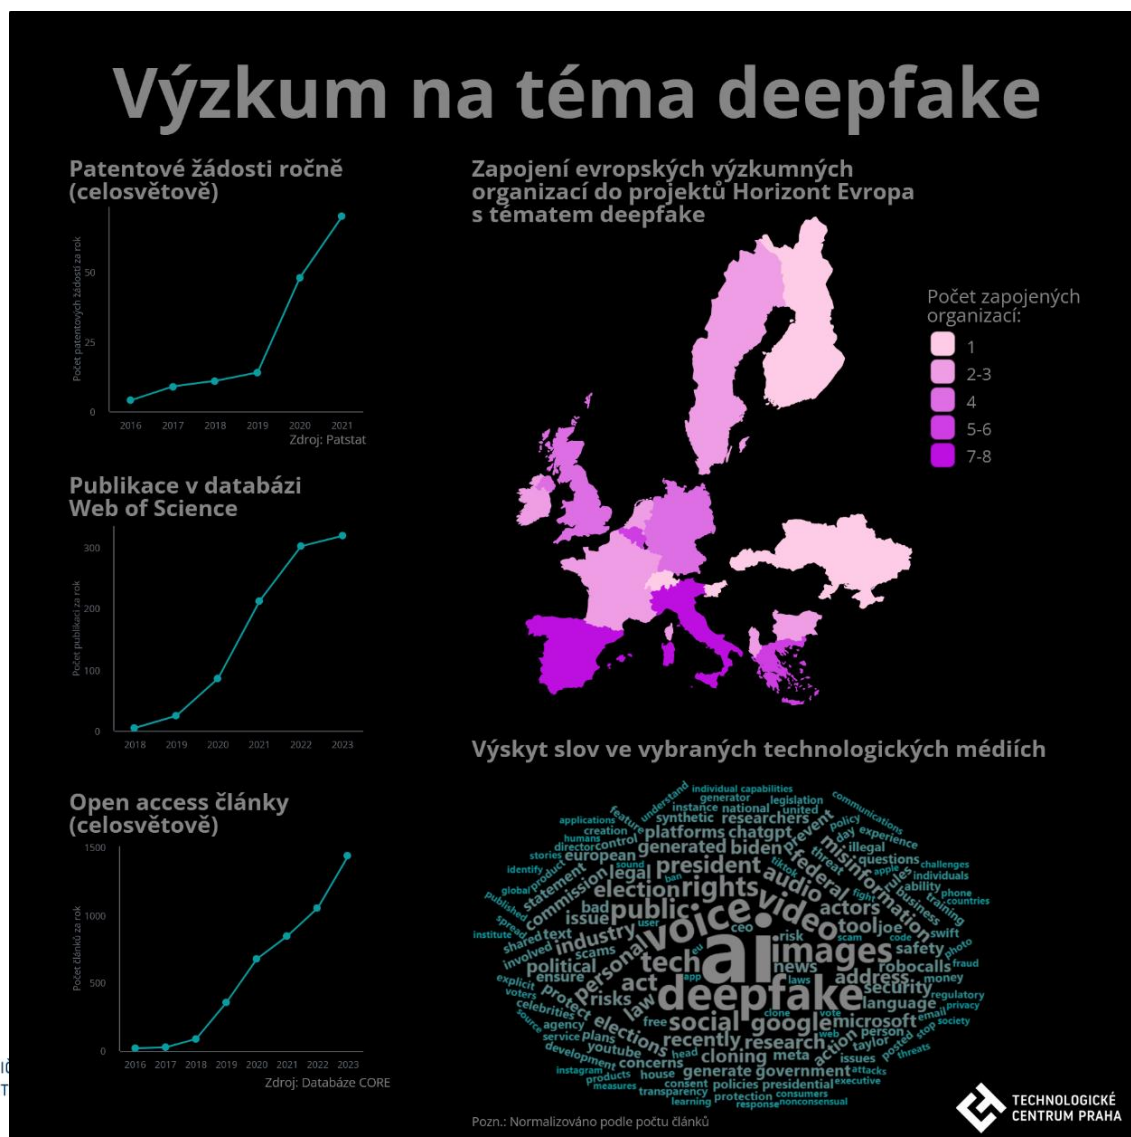 Výzkum na téma deepfake
Patentové žádosti ročně
(celosvětově)
Počet patentových žádostí za rok
50
25
0
2016 2017 2018 2019 2020 2021
Zdroj: Patstat
Publikace v databázi
Web of Science
Počet publikací za rok
300
200
100
0
2018 2019 2020 2021 2022 2023
Open access články
(celosvětově)
Počet článků za rok
1500
1000
500
0
2016 2017 2018 2019 2020 2021 2022 2023
Zdroj: Databáze CORE
Zapojení evropských výzkumných
organizací do projektů Horizont Evropa
s tématem deepfake
Počet zapojených
organizací:
1
2-3
4
5-6
7-8
Výskyt slov ve vybraných technologických médiích
individual capabilities
understand
generator
legislation
communications
instance
national
united
feature
applications
synthetic
researchers
prevent
policy
creation
platforms
chatgpt
day
experience
humans
director
control
generated
biden
threat
misinformation
illegal
stories
european
sound
president
tiktok
federal
apple
questions
challenges
identify
product
statement
commission
legal
ban
audio
fight
rules
individuals
global
election
rights
ability
phone
published
bad
public
voice
video
actors
business
training
countries
spread
issue
user
ceo
tool
joe
institute
shared
text
industry
risk
scam
code
swift
involved
scams
personal
eu
ai
images
safety
photo
political
tech
app
news
laws
robocalls
fraud
explicit
ensure
act
address
money
voters
protect
risks
law
deepfake
security
regulatory
celebrities
clone
vote
language
privacy
source
agency
elections
free
social
google
microsoft
email
society
service
plans
recently
research
web
action
person
stop
development
youtube
head
cloning
meta
taylor
posted
threats
concerns
issues
instagram
products
house
generate
government
attacks
measures
consent
policies
presidential
executive
transparency
protection
consumers
learning
response
nonconsensual
Pozn.: Normalizováno podle počtu článků
TECHNOLOGICKÉ
CENTRUM PRAHA